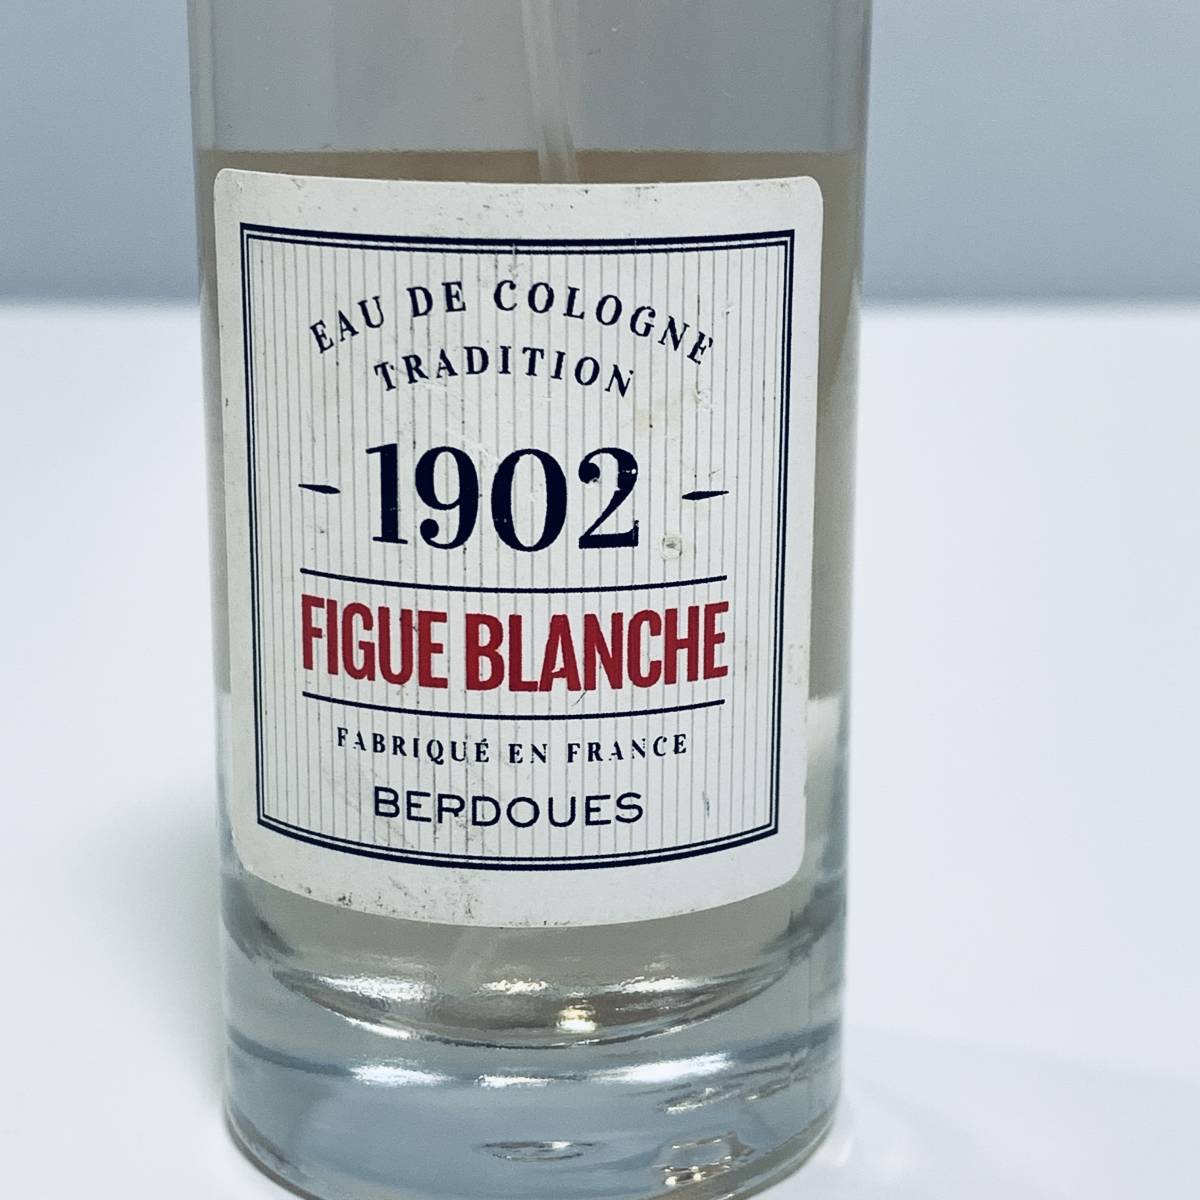 EAU DE COLOGNE
TRADITION
- 1902 -
FIGUE BLANCHE
FABRIQUÉ EN FRANCE
BERDOUES